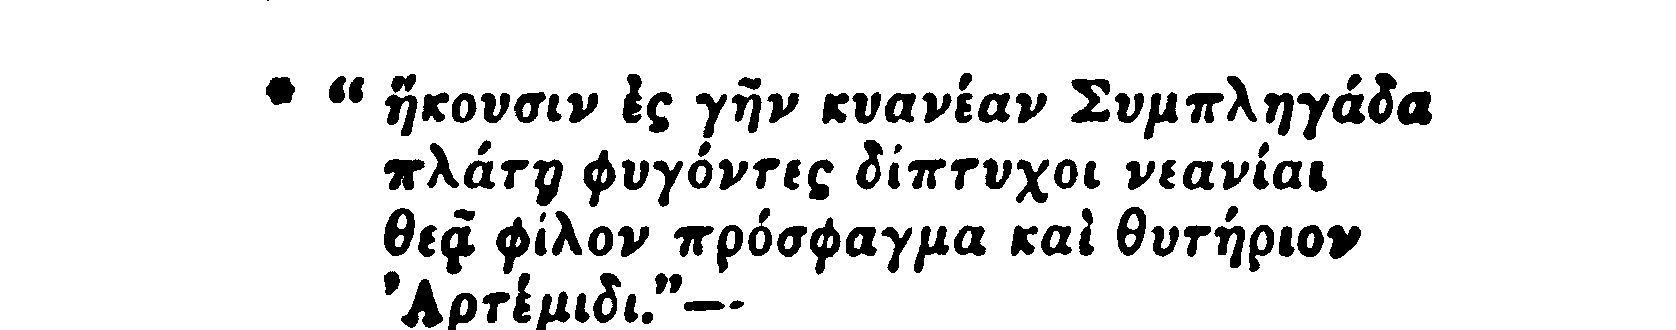 * “ ἥκουσιν ἐς γῆν κυανέαν Συμπληγάδα
πλάτῃ φυγόντες δίπτυχοι νεανίαι
θεᾷ φίλον πρόσφαγμα καὶ θυτήριον
Ἀρτέμιδι.”—